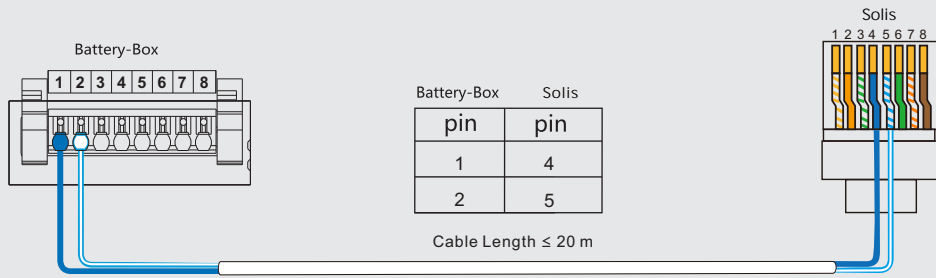 Solis
1 2 3 4 5 6 7 8
Battery-Box
1 2 3 4 5 6 7 8
Battery-Box Solis
pin pin
1 4
2 5
Cable Length ≤ 20 m